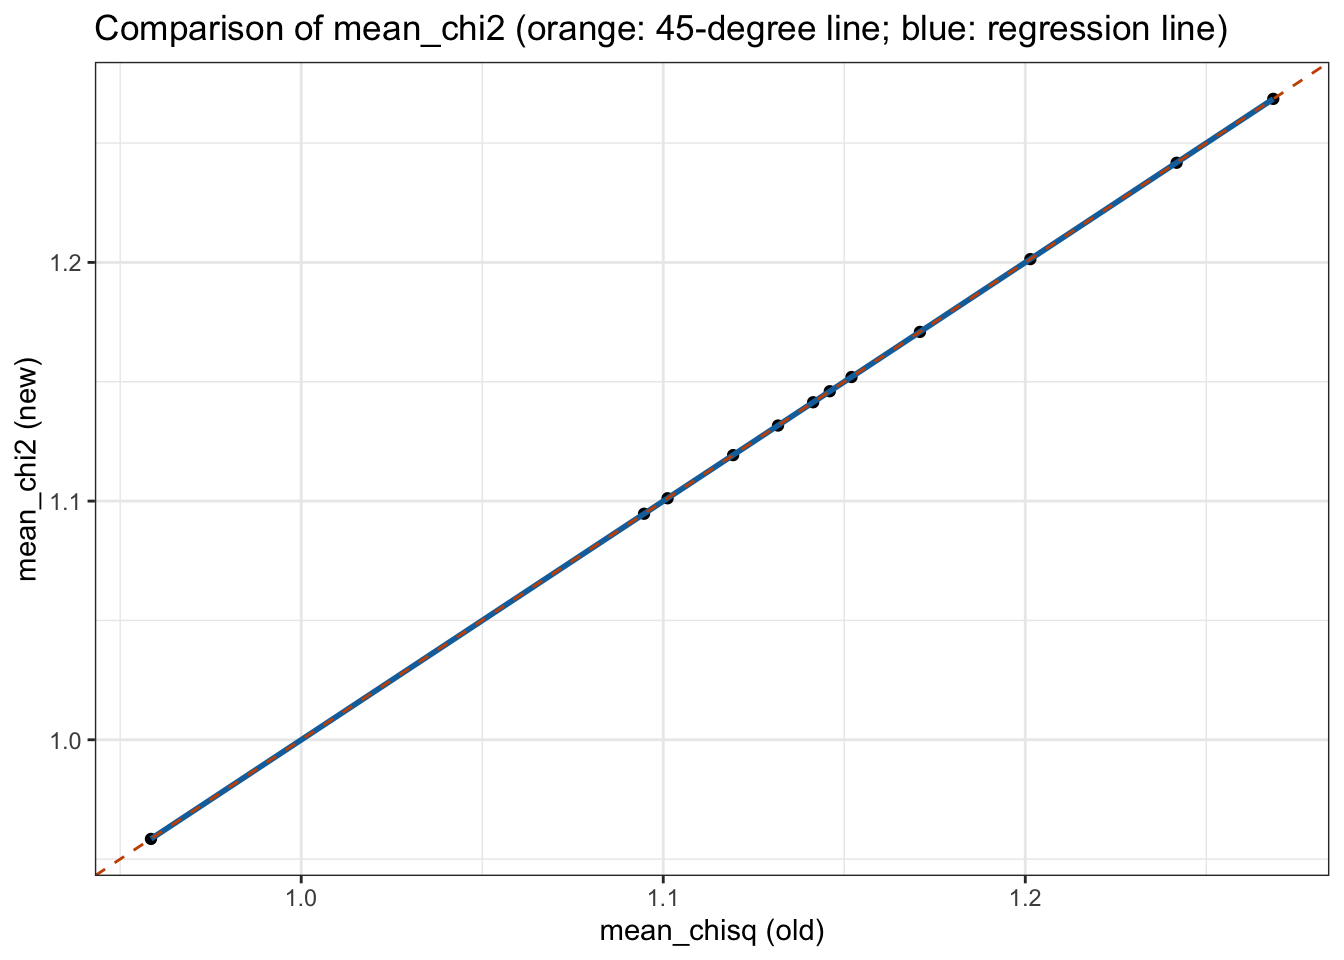 Comparison of mean_chi2 (orange: 45-degree line; blue: regression line)
mean_chi2 (new)
1.2
1.1
1.0
1.0 1.1 1.2
mean_chisq (old)